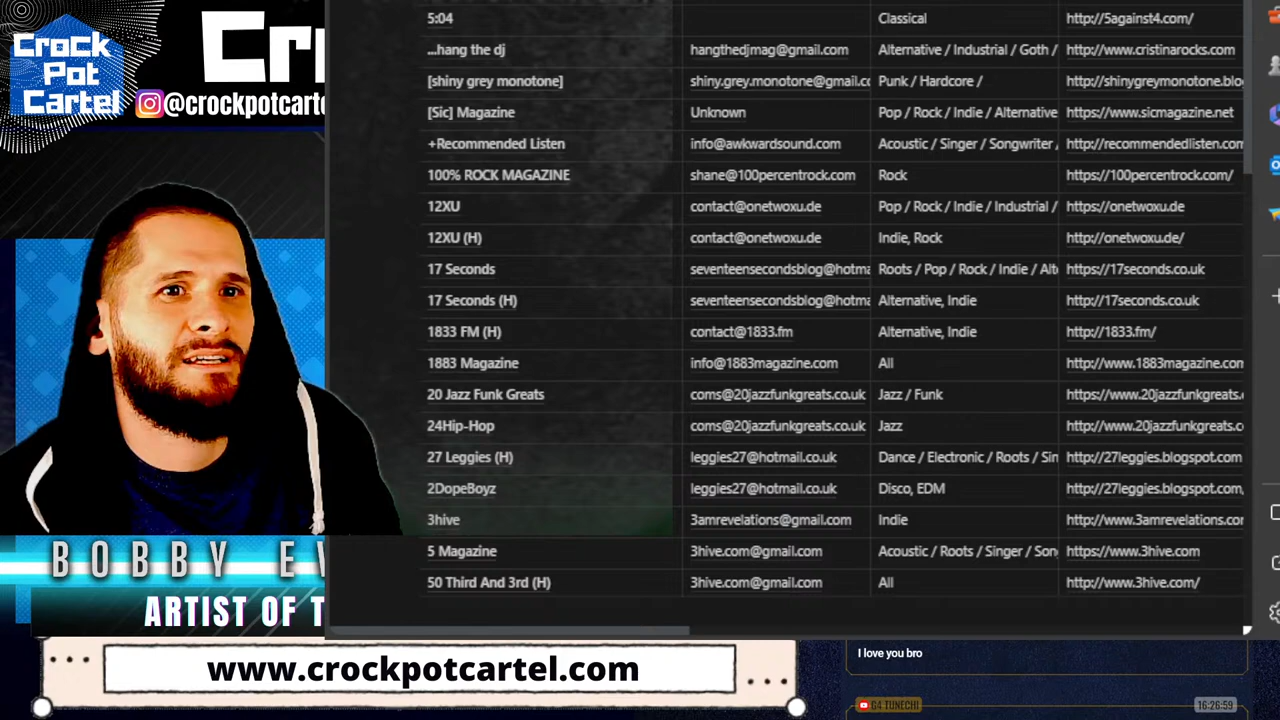 Crock
Pot
Cartel
Cr
@crockpotcarte
BOBBY E
ARTIST OF T
www.crockpotcartel.com
5:04 Classical http://5against4.com/
...hang the dj hangthedjmag@gmail.com Alternative / Industrial / Goth / http://www.cristinarocks.com
[shiny grey monotone] shiny.grey.monotone@gmail.c Punk / Hardcore / http://shinygreymonotone.blo
[Sic] Magazine Unknown Pop / Rock / Indie / Alternative https://www.sicmagazine.net
+Recommended Listen info@awkwardsound.com Acoustic / Singer / Songwriter / http://recommendedlisten.com
100% ROCK MAGAZINE shane@100percentrock.com Rock https://100percentrock.com/
12XU contact@onetwoxu.de Pop / Rock / Indie / Industrial / https://onetwoxu.de
12XU (H) contact@onetwoxu.de Indie, Rock http://onetwoxu.de/
17 Seconds seventeensecondsblog@hotma Roots / Pop / Rock / Indie / Alt https://17seconds.co.uk
17 Seconds (H) seventeensecondsblog@hotma Alternative, Indie http://17seconds.co.uk
1833 FM (H) contact@1833.fm Alternative, Indie http://1833.fm/
1883 Magazine info@1883magazine.com All http://www.1883magazine.com
20 Jazz Funk Greats coms@20jazzfunkgreats.co.uk Jazz / Funk https://www.20jazzfunkgreats.
24Hip-Hop coms@20jazzfunkgreats.co.uk Jazz http://www.20jazzfunkgreats.co
27 Leggies (H) leggies27@hotmail.co.uk Dance / Electronic / Roots / Sin http://27leggies.blogspot.com
2DopeBoyz leggies27@hotmail.co.uk Disco, EDM http://27leggies.blogspot.com
3hive 3amrevelations@gmail.com Indie http://www.3amrevelations.co
5 Magazine 3hive.com@gmail.com Acoustic / Roots / Singer / Son https://www.3hive.com
50 Third And 3rd (H) 3hive.com@gmail.com All http://www.3hive.com/
I love you bro
G4 TUNECHI 16:26:59